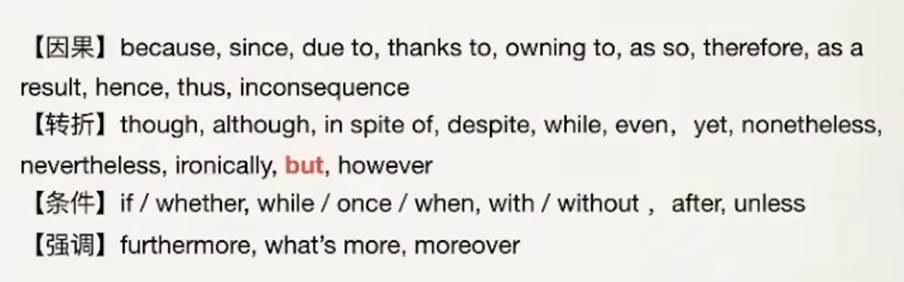 【因果】because, since, due to, thanks to, owning to, as so, therefore, as a
result, hence, thus, inconsequence
【转折】though, although, in spite of, despite, while, even，yet, nonetheless,
nevertheless, ironically, but, however
【条件】if / whether, while / once / when, with / without ，after, unless
【强调】furthermore, what's more, moreover